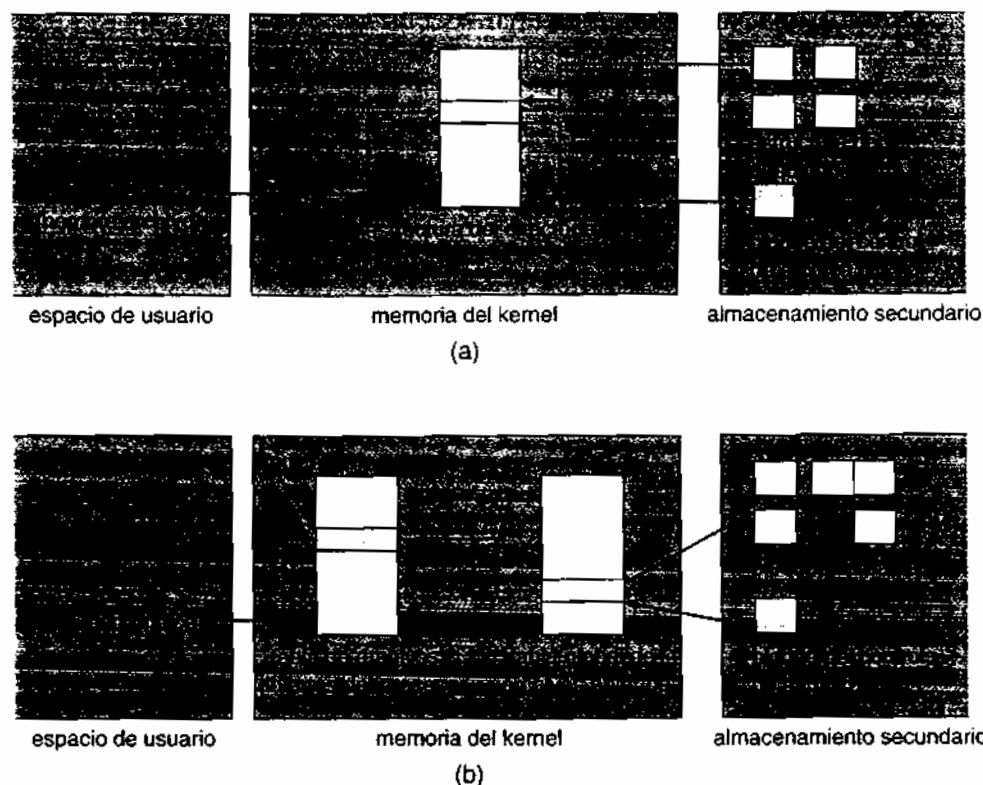 espacio de usuario
memoria del kernel
almacenamiento secundario
(a)
espacio de usuario
memoria del kernel
almacenamiento secundario
(b)